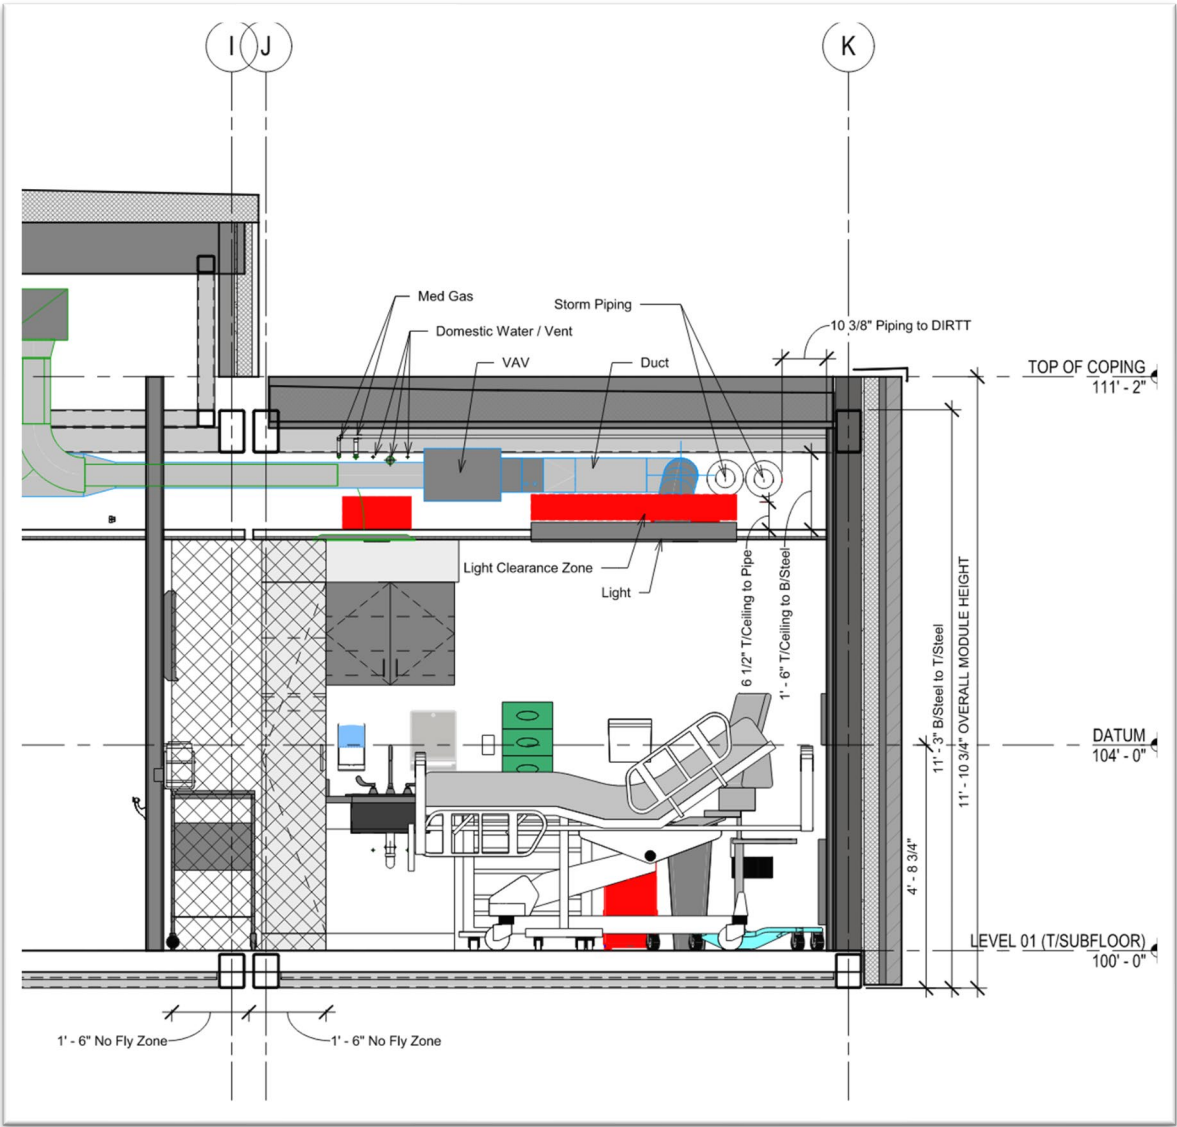 I
J
K
Med Gas
Storm Piping
10 3/8" Piping to DIRTT
Domestic Water / Vent
VAV
Duct
TOP OF COPING
111' - 2"
Light Clearance Zone
Light
6 1/2" T/Ceiling to Pipe
1' - 6" T/Ceiling to B/Steel
11' - 3" B/Steel to T/Steel
11' - 10 3/4" OVERALL MODULE HEIGHT
DATUM
104' - 0"
4' - 8 3/4"
LEVEL 01 (T/SUBFLOOR)
100' - 0"
1' - 6" No Fly Zone
1' - 6" No Fly Zone